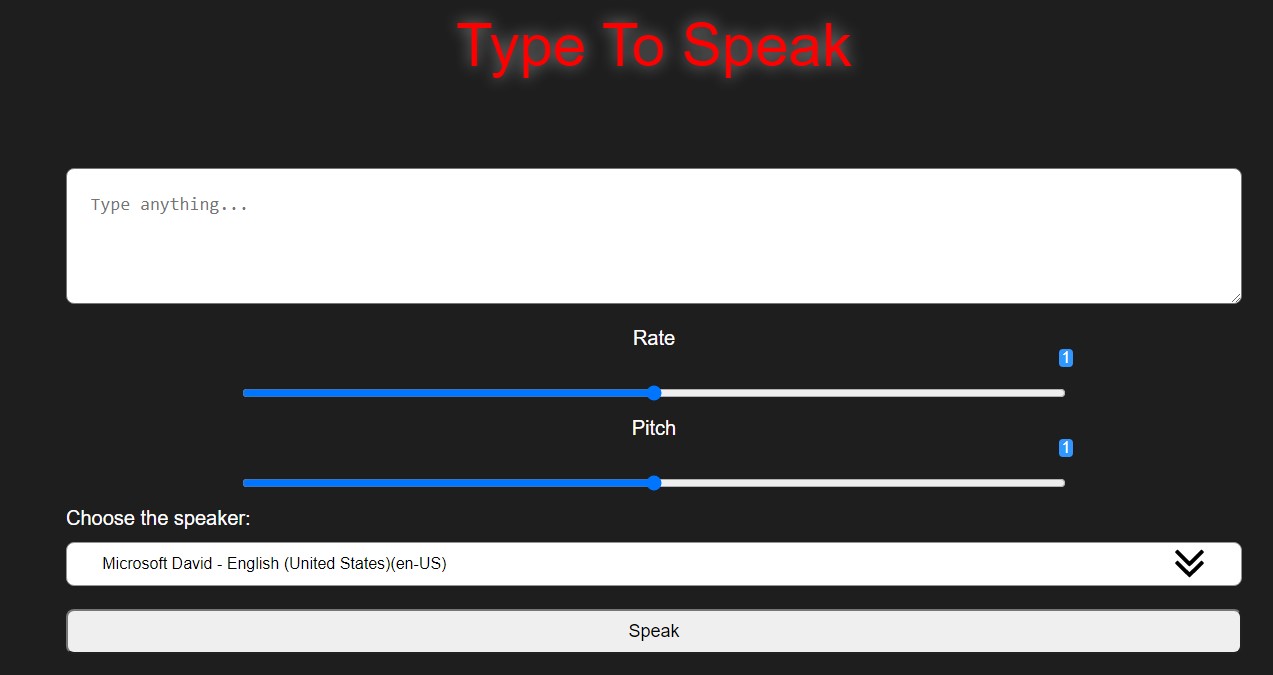 Type To Speak
Type anything...
Rate
1
Pitch
1
Choose the speaker:
Microsoft David - English (United States)(en-US)
Speak